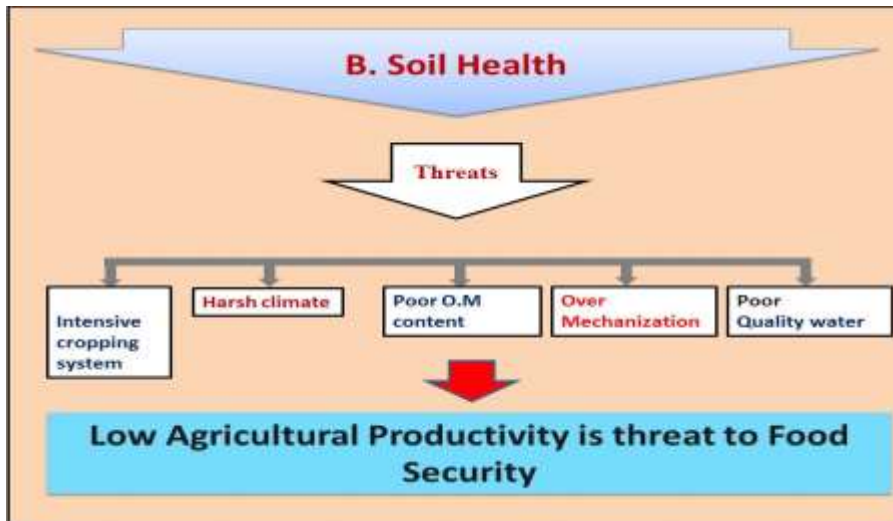 B. Soil Health
Threats
Intensive
cropping
system
Harsh climate
Poor O.M
content
Over
Mechanization
Poor
Quality water
Low Agricultural Productivity is threat to Food
Security